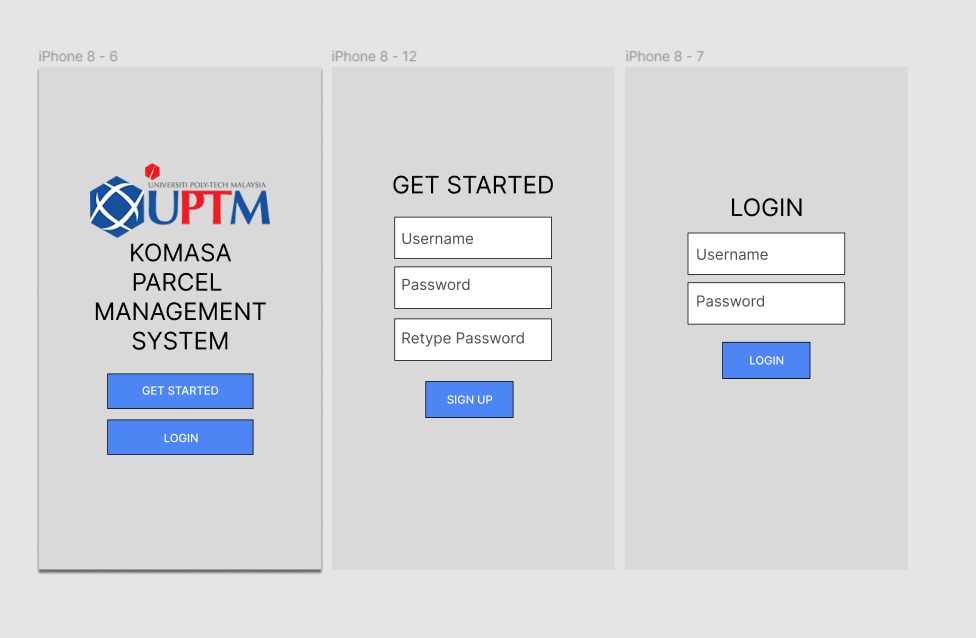 iPhone 8 - 6
UNIVERSITI POLY-TECH MALAYSIA
UPTM
KOMASA
PARCEL
MANAGEMENT
SYSTEM
GET STARTED
LOGIN
iPhone 8 - 12
GET STARTED
Username
Password
Retype Password
SIGN UP
iPhone 8 - 7
LOGIN
Username
Password
LOGIN